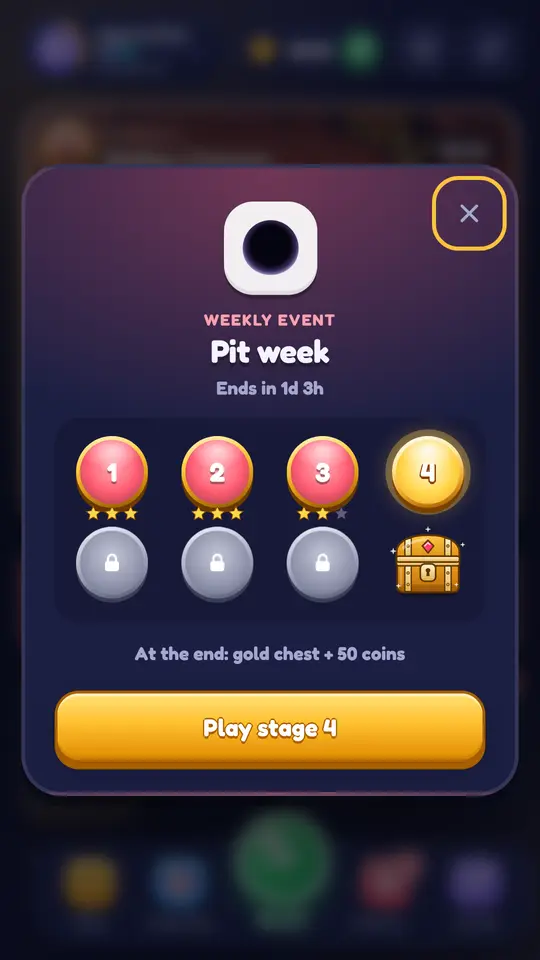 WEEKLY EVENT
Pit week
Ends in 1d 3h
1 2 3 4
At the end: gold chest + 50 coins
Play stage 4